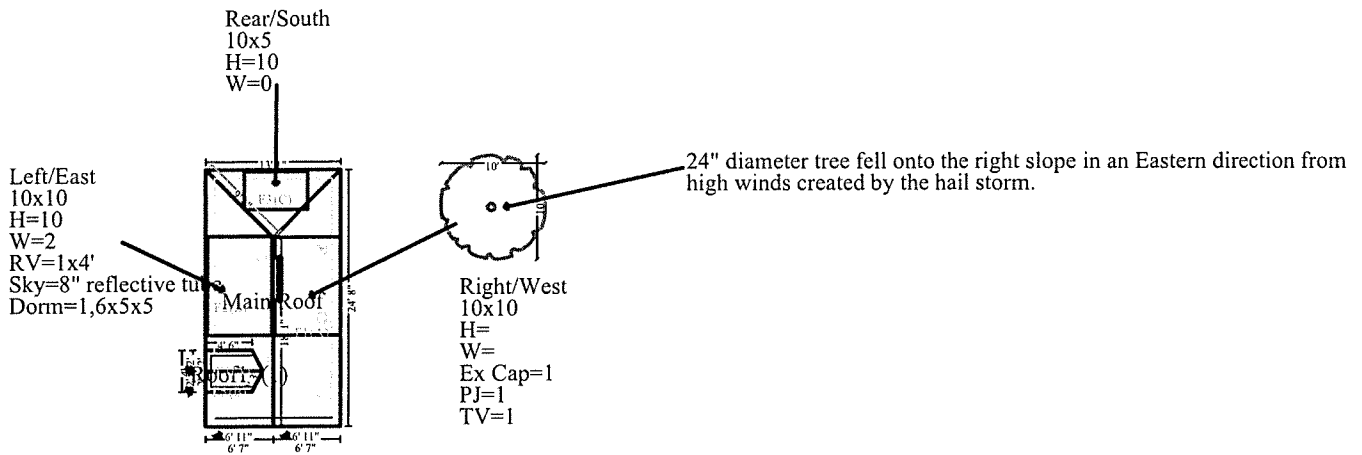 Rear/South
10x5
H=10
W=0
Left/East
10x10
H=10
W=2
RV=1x4'
Sky=8" reflective tube
Dorm=1,6x5x5
F3(C)
Main Roof
24' 8"
4' 6"
6' 11"
6' 7"
6' 11"
6' 7"
10'
10'
24" diameter tree fell onto the right slope in an Eastern direction from
high winds created by the hail storm.
Right/West
10x10
H=
W=
Ex Cap=1
PJ=1
TV=1